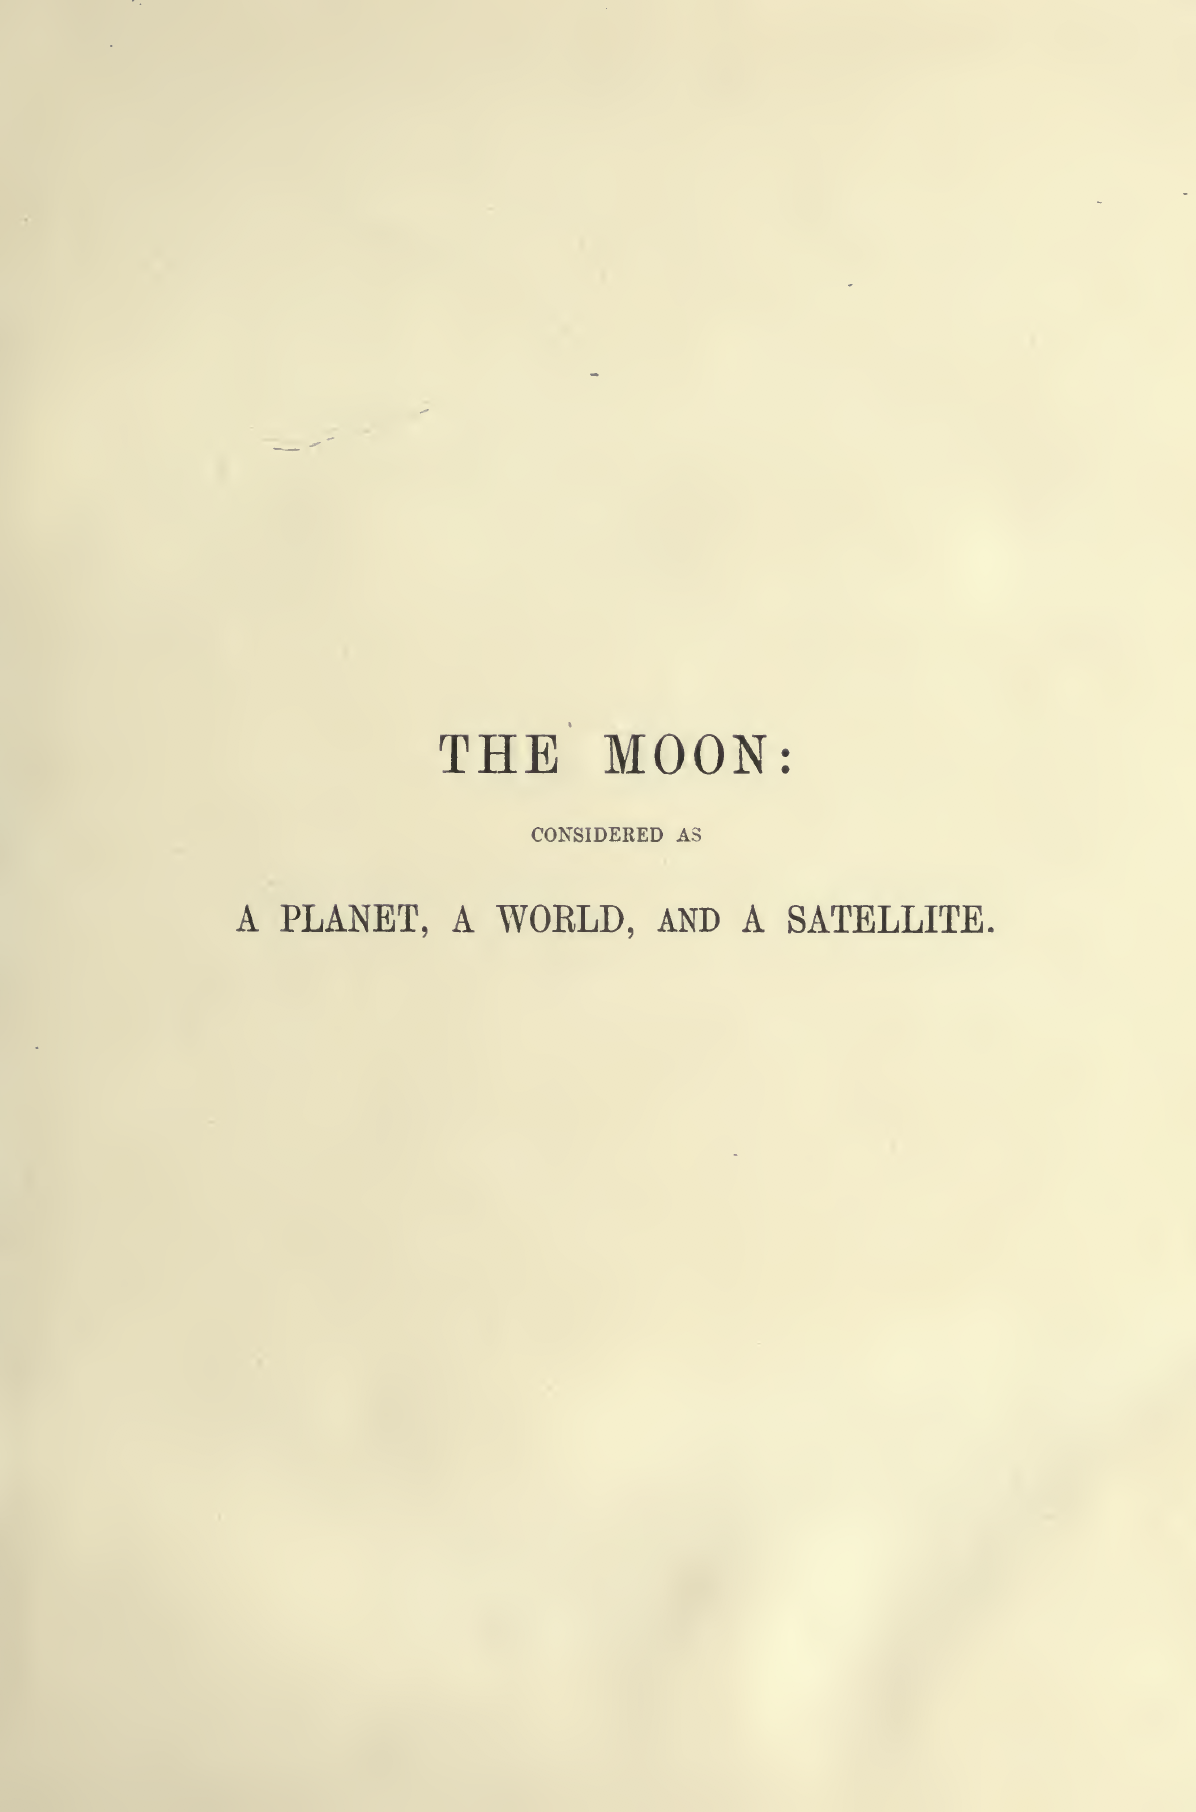 THE MOON:
CONSIDERED AS
A PLANET, A WORLD, AND A SATELLITE.